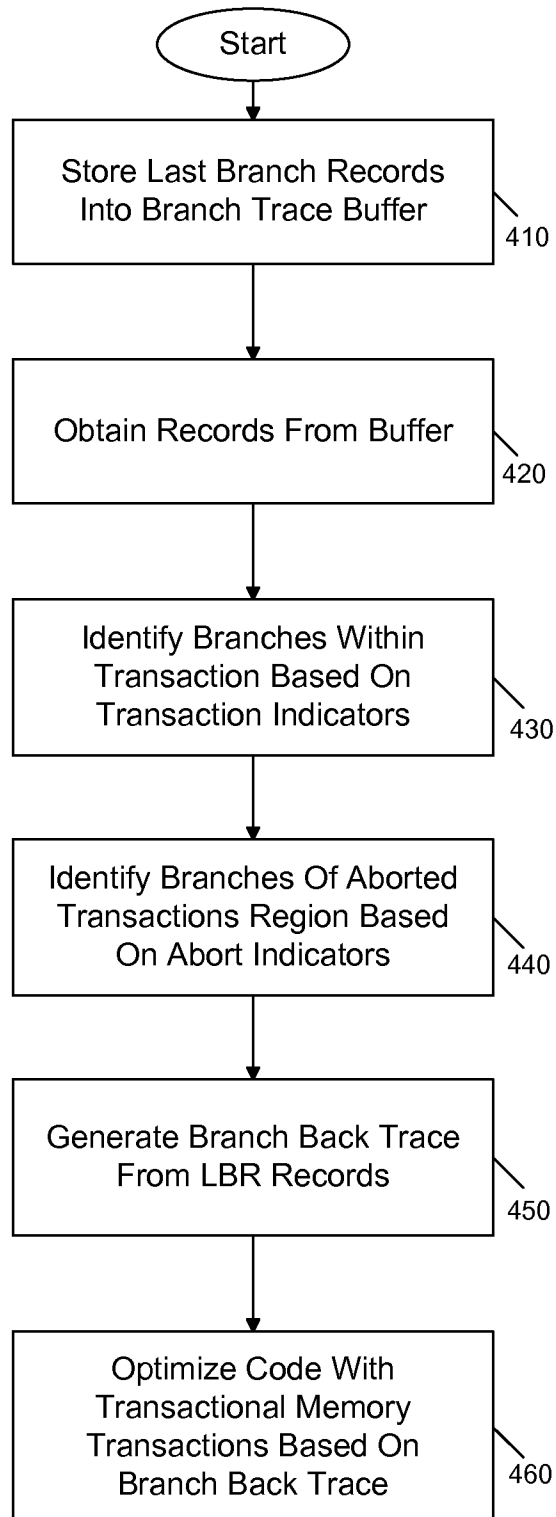 Start
Store Last Branch Records
Into Branch Trace Buffer
410
Obtain Records From Buffer
420
Identify Branches Within
Transaction Based On
Transaction Indicators
430
Identify Branches Of Aborted
Transactions Region Based
On Abort Indicators
440
Generate Branch Back Trace
From LBR Records
450
Optimize Code With
Transactional Memory
Transactions Based On
Branch Back Trace
460